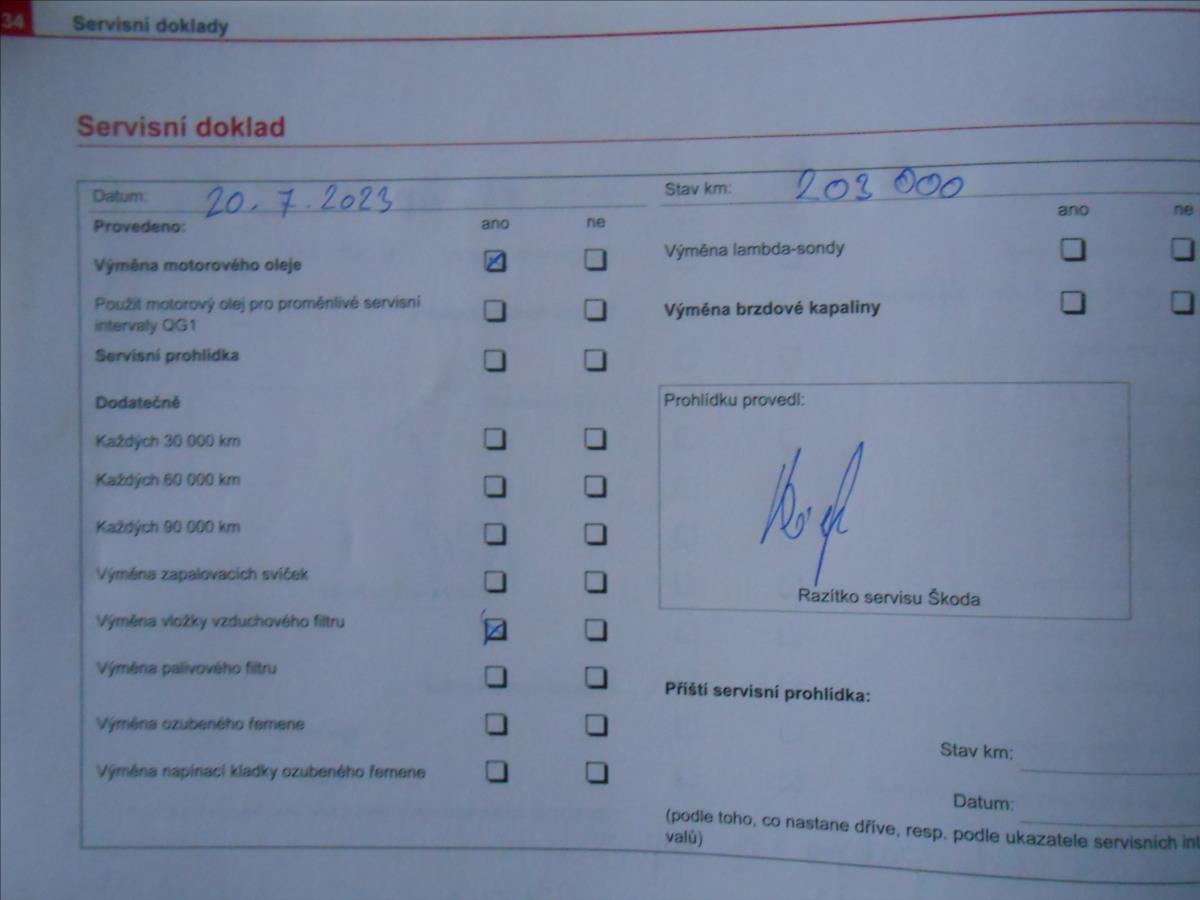 34 Servisní doklady
Servisní doklad
Datum: 20. 7. 2023
Provedeno: ano ne
Výměna motorového oleje
Použit motorový olej pro proměnlivé servisní
intervaly QG1
Servisní prohlídka
Dodatečně
Každých 30 000 km
Každých 60 000 km
Každých 90 000 km
Výměna zapalovacích svíček
Výměna vložky vzduchového filtru
Výměna palivového filtru
Výměna ozubeného řemene
Výměna napínací kladky ozubeného řemene
Stav km: 203 000
ano ne
Výměna lambda-sondy
Výměna brzdové kapaliny
Prohlídku provedl:
Razítko servisu Škoda
Příští servisní prohlídka:
Stav km:
Datum:
(podle toho, co nastane dříve, resp. podle ukazatele servisních int
valů)